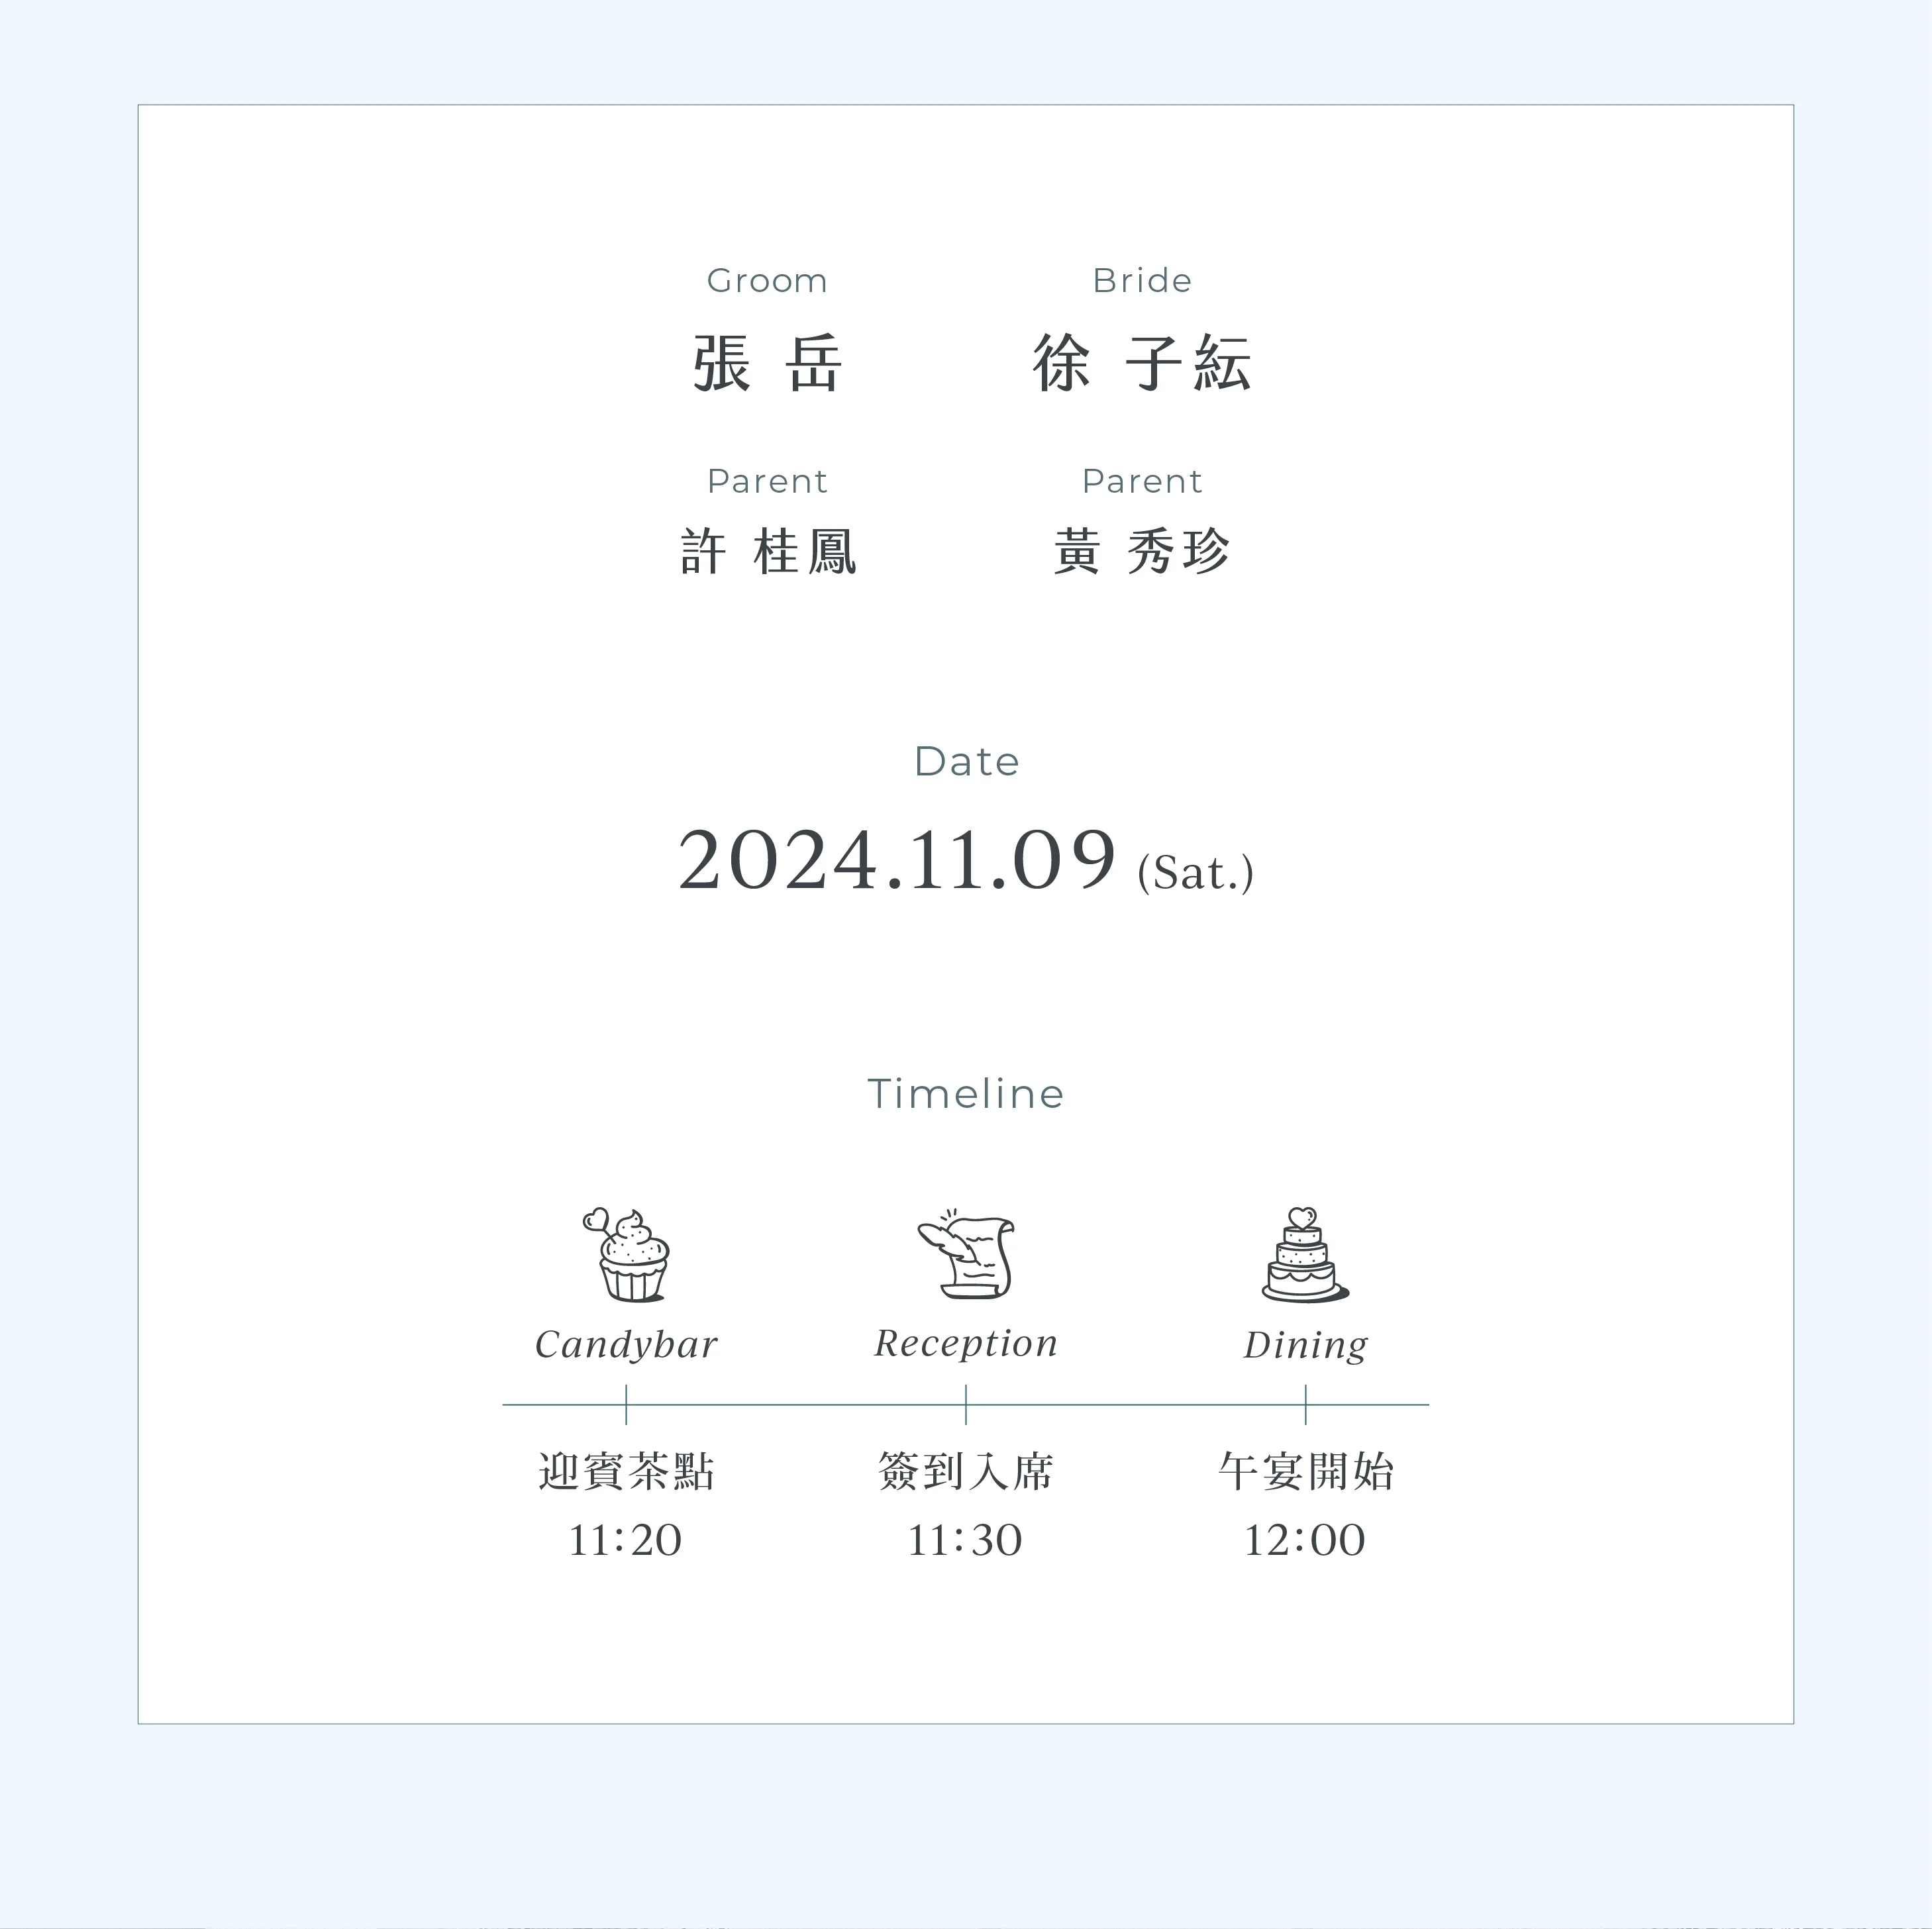 Groom Bride
張 岳 徐 子紜
Parent Parent
許 桂鳳 黃 秀珍
Date
2024.11.09 (Sat.)
Timeline
Candybar Reception Dining
迎賓茶點 簽到入席 午宴開始
11:20 11:30 12:00